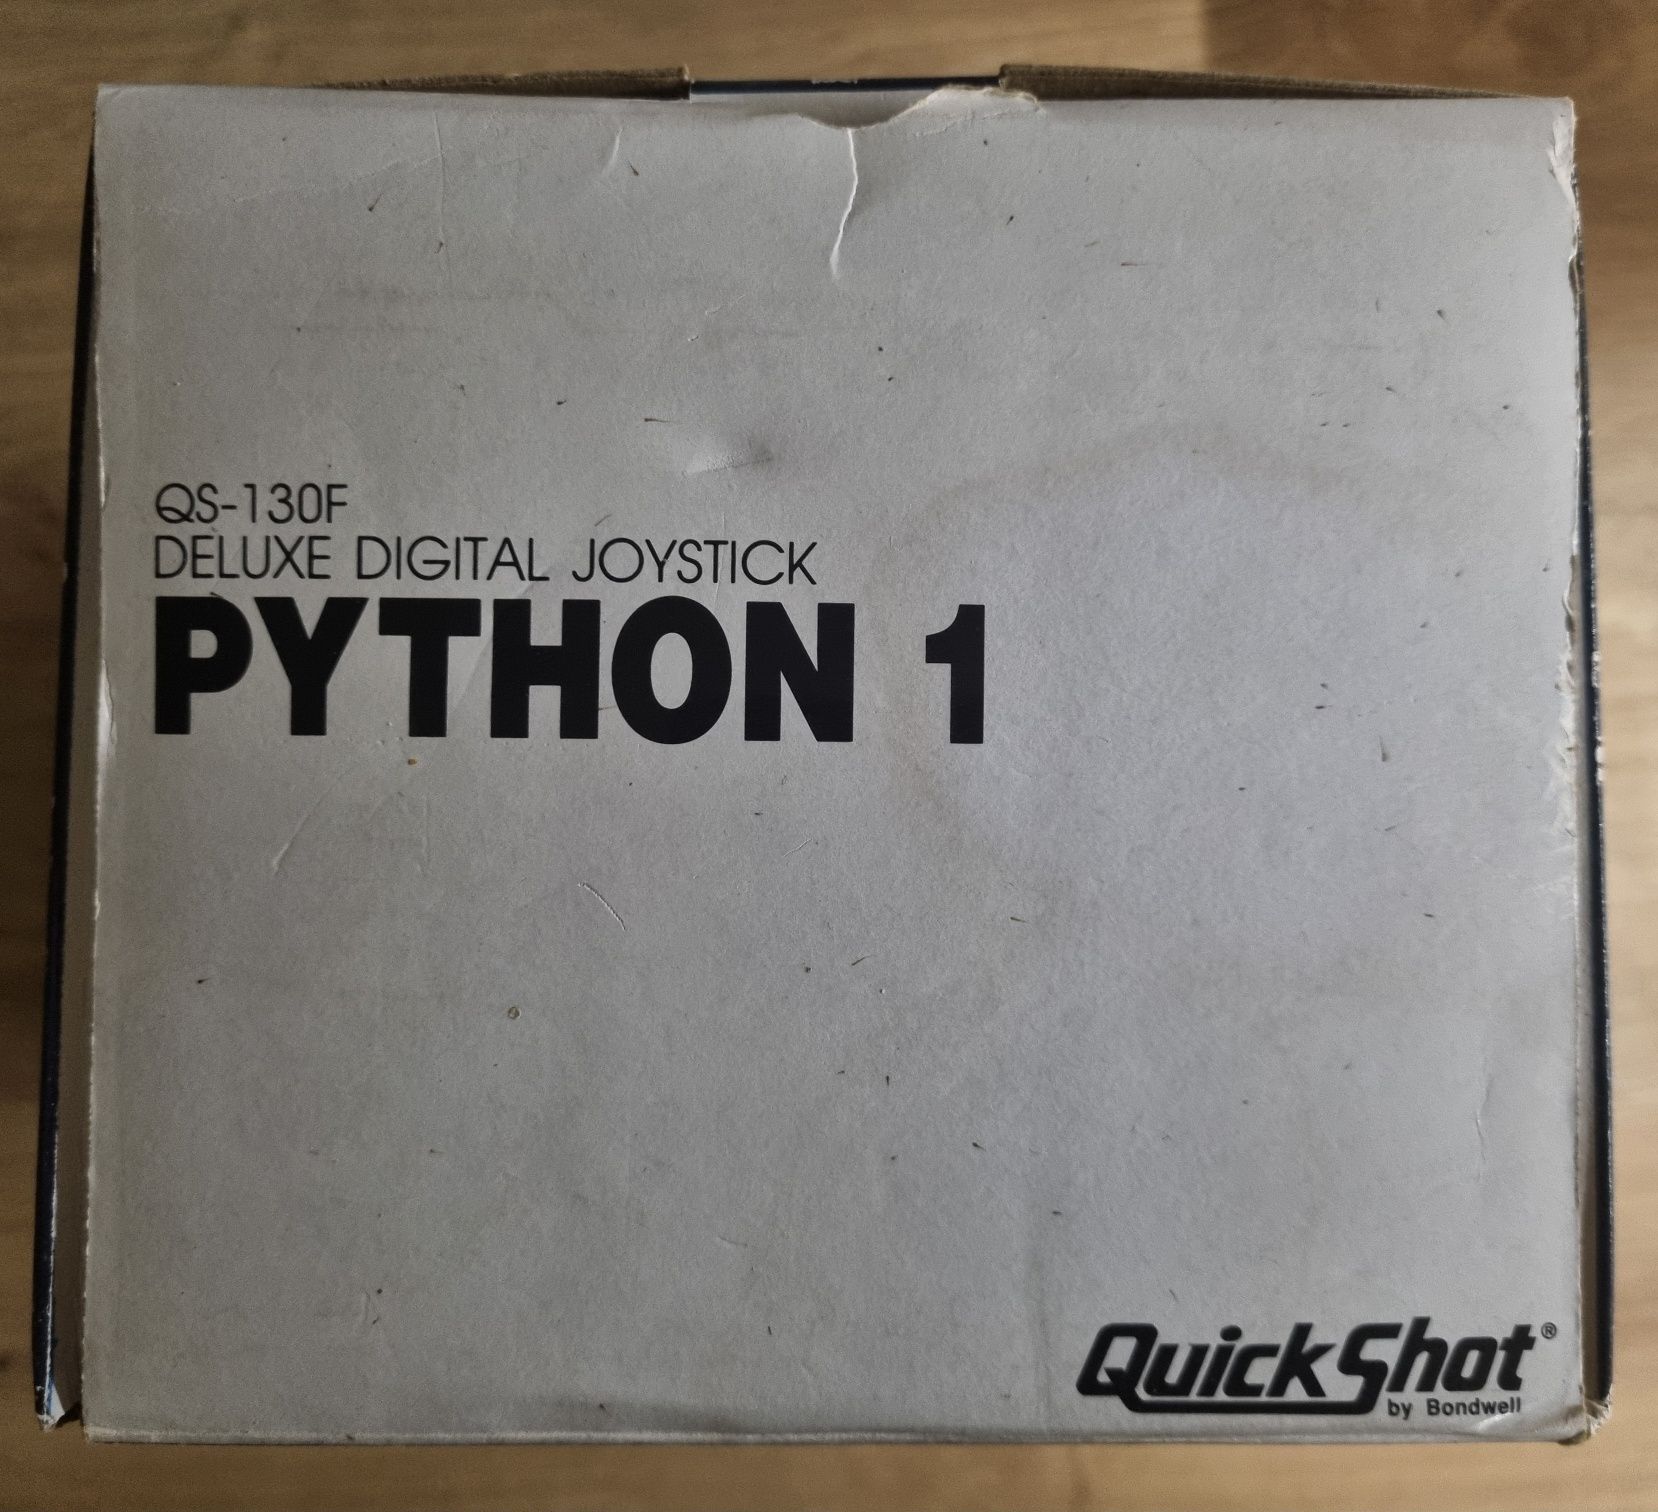 QS-130F
DELUXE DIGITAL JOYSTICK
PYTHON 1
QuickShot®
by Bondwell